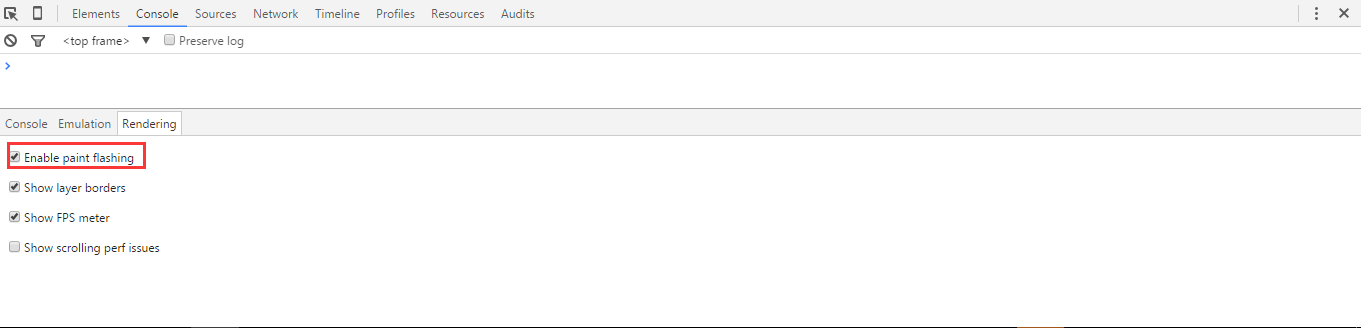 Elements Console Sources Network Timeline Profiles Resources Audits
<top frame> Preserve log
Console Emulation Rendering
Enable paint flashing
Show layer borders
Show FPS meter
Show scrolling perf issues